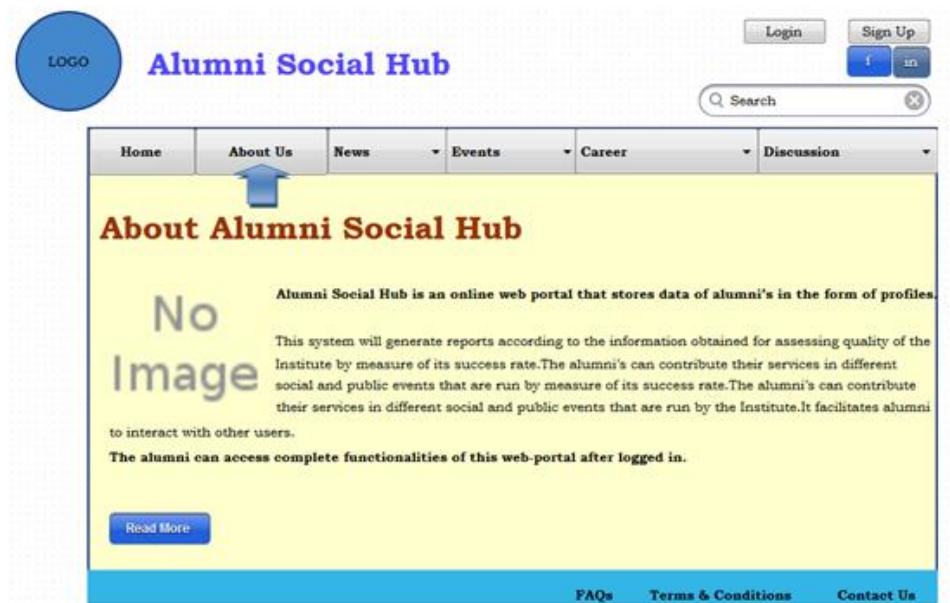 LOGO
Alumni Social Hub
Login
Sign Up
f
in
Search
Home
About Us
News
Events
Career
Discussion
About Alumni Social Hub
No
Image
Alumni Social Hub is an online web portal that stores data of alumni's in the form of profiles.
This system will generate reports according to the information obtained for assessing quality of the
Institute by measure of its success rate.The alumni's can contribute their services in different
social and public events that are run by measure of its success rate.The alumni's can contribute
their services in different social and public events that are run by the Institute.It facilitates alumni
to interact with other users.
The alumni can access complete functionalities of this web-portal after logged in.
Read More
FAQs
Terms & Conditions
Contact Us